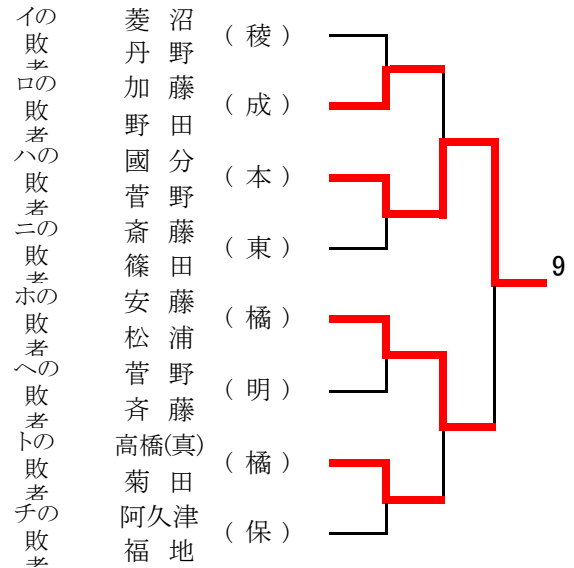 イの敗者 菱沼 丹野 (稜)
ロの敗者 加藤 野田 (成)
ハの敗者 國分 菅野 (本)
ニの敗者 斎藤 篠田 (東)
ホの敗者 安藤 松浦 (橘)
への敗者 菅野 斉藤 (明)
トの敗者 高橋(真) 菊田 (橘)
チの敗者 阿久津 福地 (保)
9